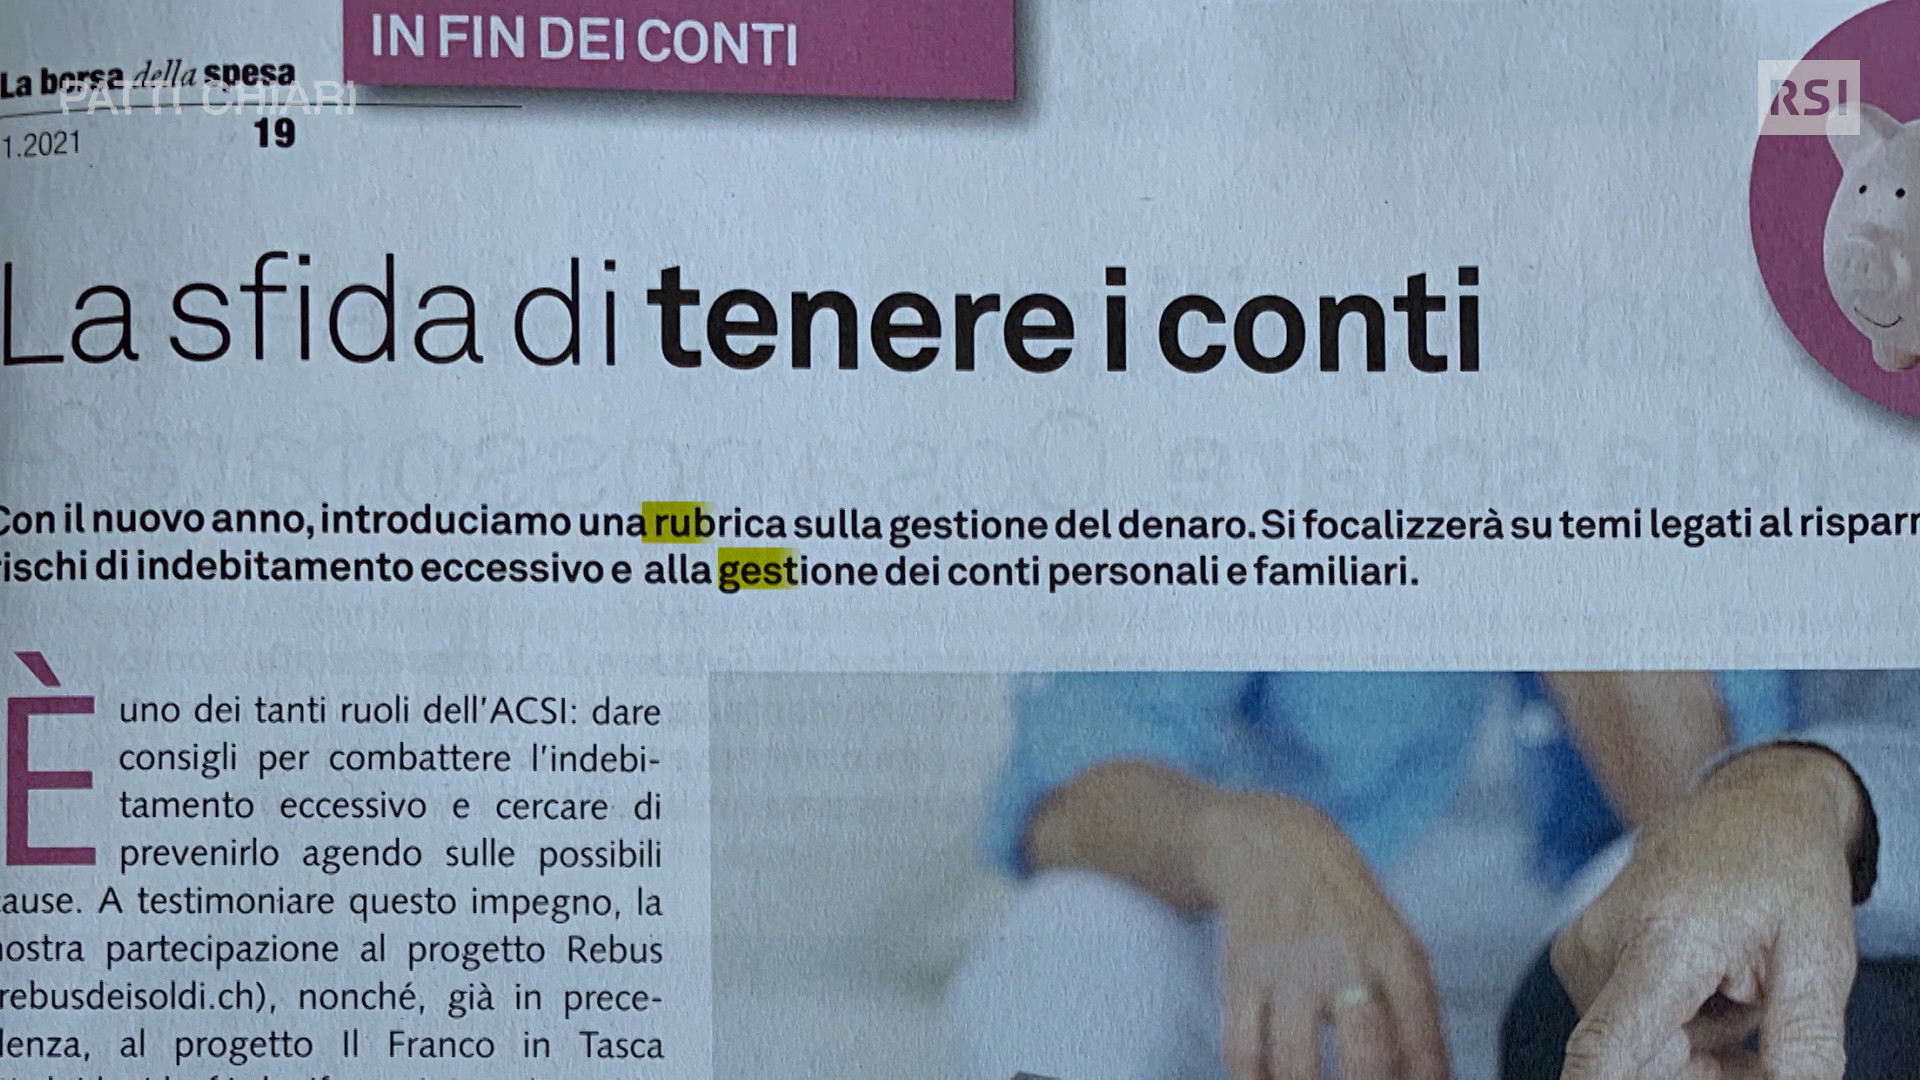 IN FIN DEI CONTI
La borsa della spesa
PATTI CHIARI
RSI
1.2021
19
La sfida di tenere i conti
Con il nuovo anno, introduciamo una rubrica sulla gestione del denaro. Si focalizzerà su temi legati al risparm
rischi di indebitamento eccessivo e alla gestione dei conti personali e familiari.
È uno dei tanti ruoli dell'ACSI: dare
consigli per combattere l'indebi-
tamento eccessivo e cercare di
prevenirlo agendo sulle possibili
cause. A testimoniare questo impegno, la
nostra partecipazione al progetto Rebus
rebusdeisoldi.ch), nonché, già in prece-
denza, al progetto Il Franco in Tasca